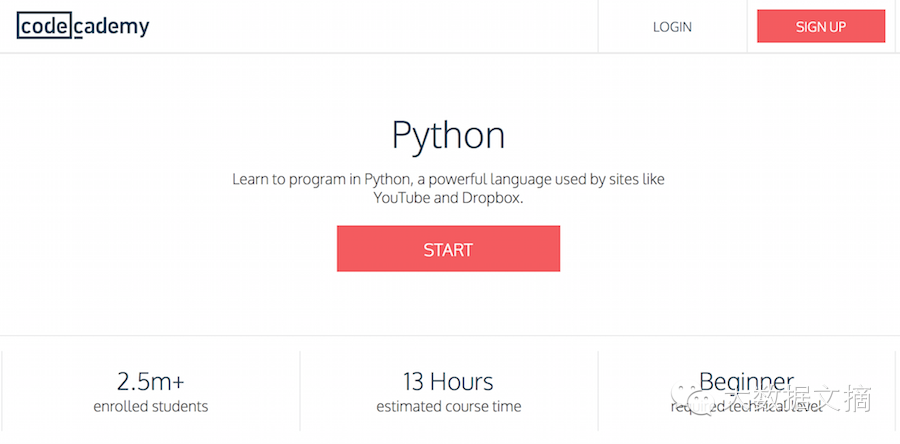 codecademy
LOGIN
SIGN UP
Python
Learn to program in Python, a powerful language used by sites like
YouTube and Dropbox.
START
2.5m+
enrolled students
13 Hours
estimated course time
Beginner
required technical level
大数据文摘